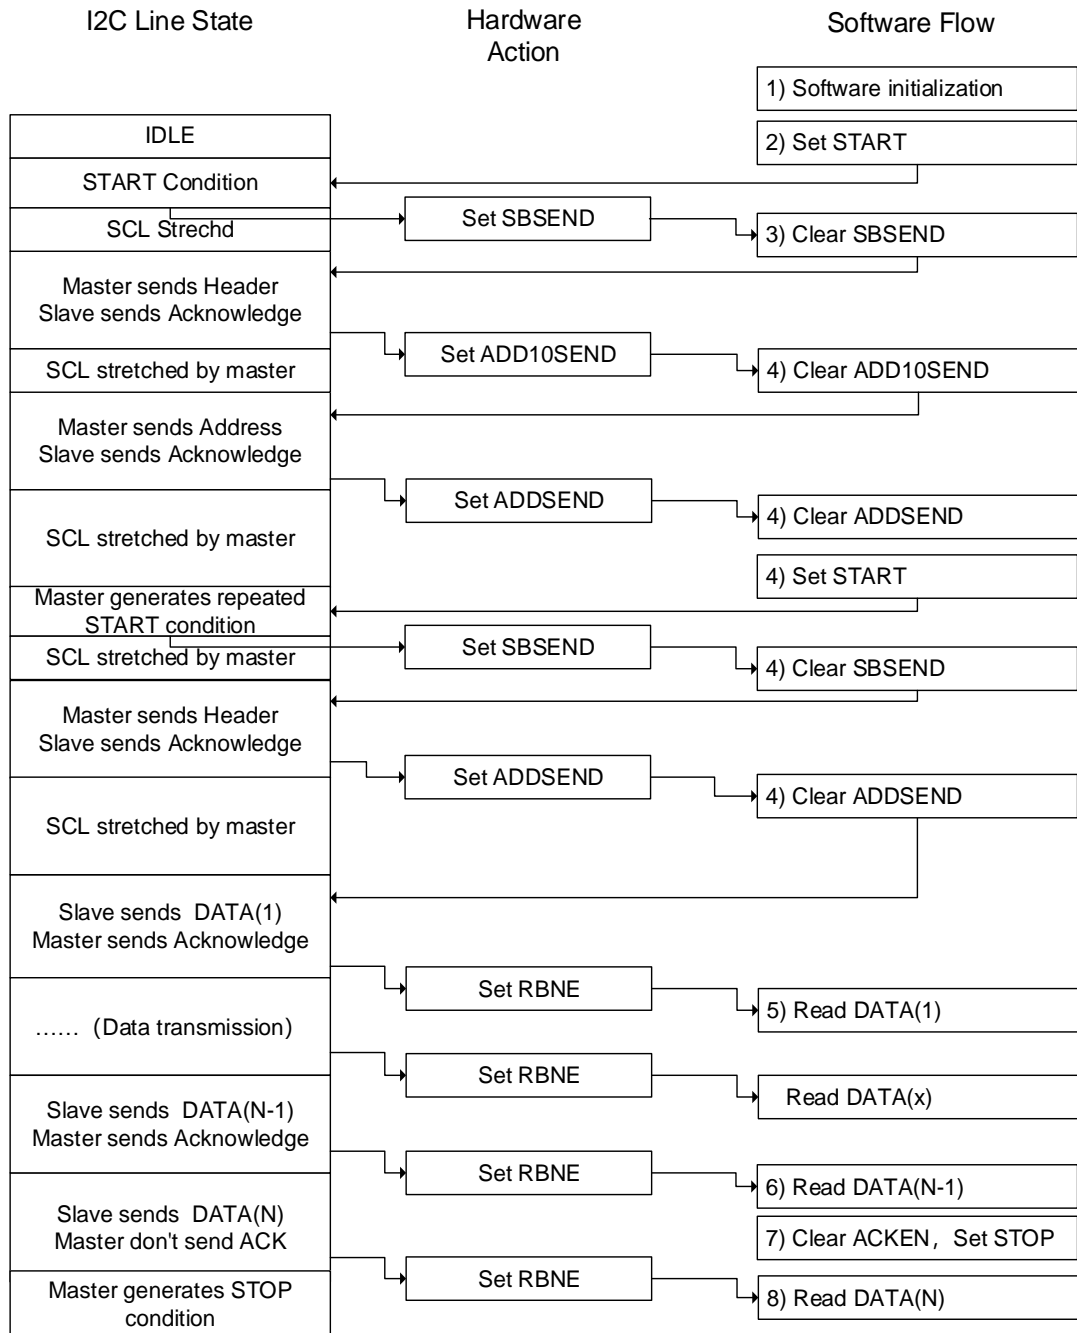 I2C Line State
Hardware
Action
Software Flow
1) Software initialization
IDLE
2) Set START
START Condition
Set SBSEND
SCL Strechd
3) Clear SBSEND
Master sends Header
Slave sends Acknowledge
Set ADD10SEND
SCL stretched by master
4) Clear ADD10SEND
Master sends Address
Slave sends Acknowledge
Set ADDSEND
4) Clear ADDSEND
SCL stretched by master
4) Set START
Master generates repeated
START condition
Set SBSEND
SCL stretched by master
4) Clear SBSEND
Master sends Header
Slave sends Acknowledge
Set ADDSEND
4) Clear ADDSEND
SCL stretched by master
Slave sends DATA(1)
Master sends Acknowledge
Set RBNE
5) Read DATA(1)
…… (Data transmission)
Set RBNE
Read DATA(x)
Slave sends DATA(N-1)
Master sends Acknowledge
Set RBNE
6) Read DATA(N-1)
Slave sends DATA(N)
Master don't send ACK
7) Clear ACKEN，Set STOP
Set RBNE
8) Read DATA(N)
Master generates STOP
condition